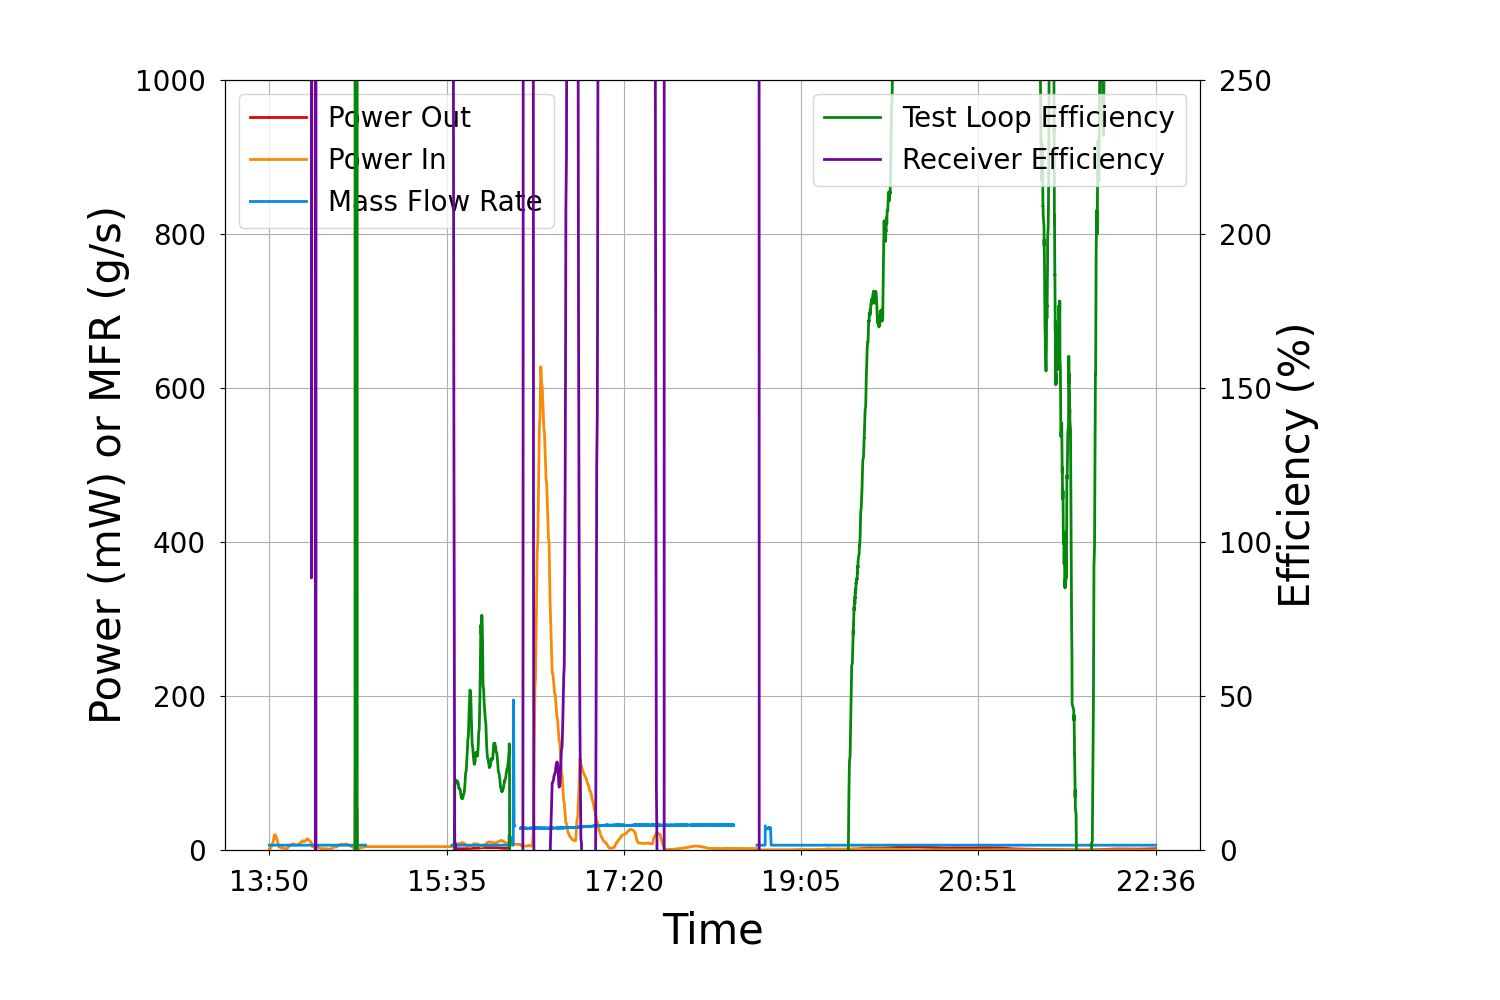 1000
800
600
400
200
0
Power (mW) or MFR (g/s)
Power Out
Power In
Mass Flow Rate
Test Loop Efficiency
Receiver Efficiency
250
200
150
100
50
0
Efficiency (%)
13:50 15:35 17:20 19:05 20:51 22:36
Time